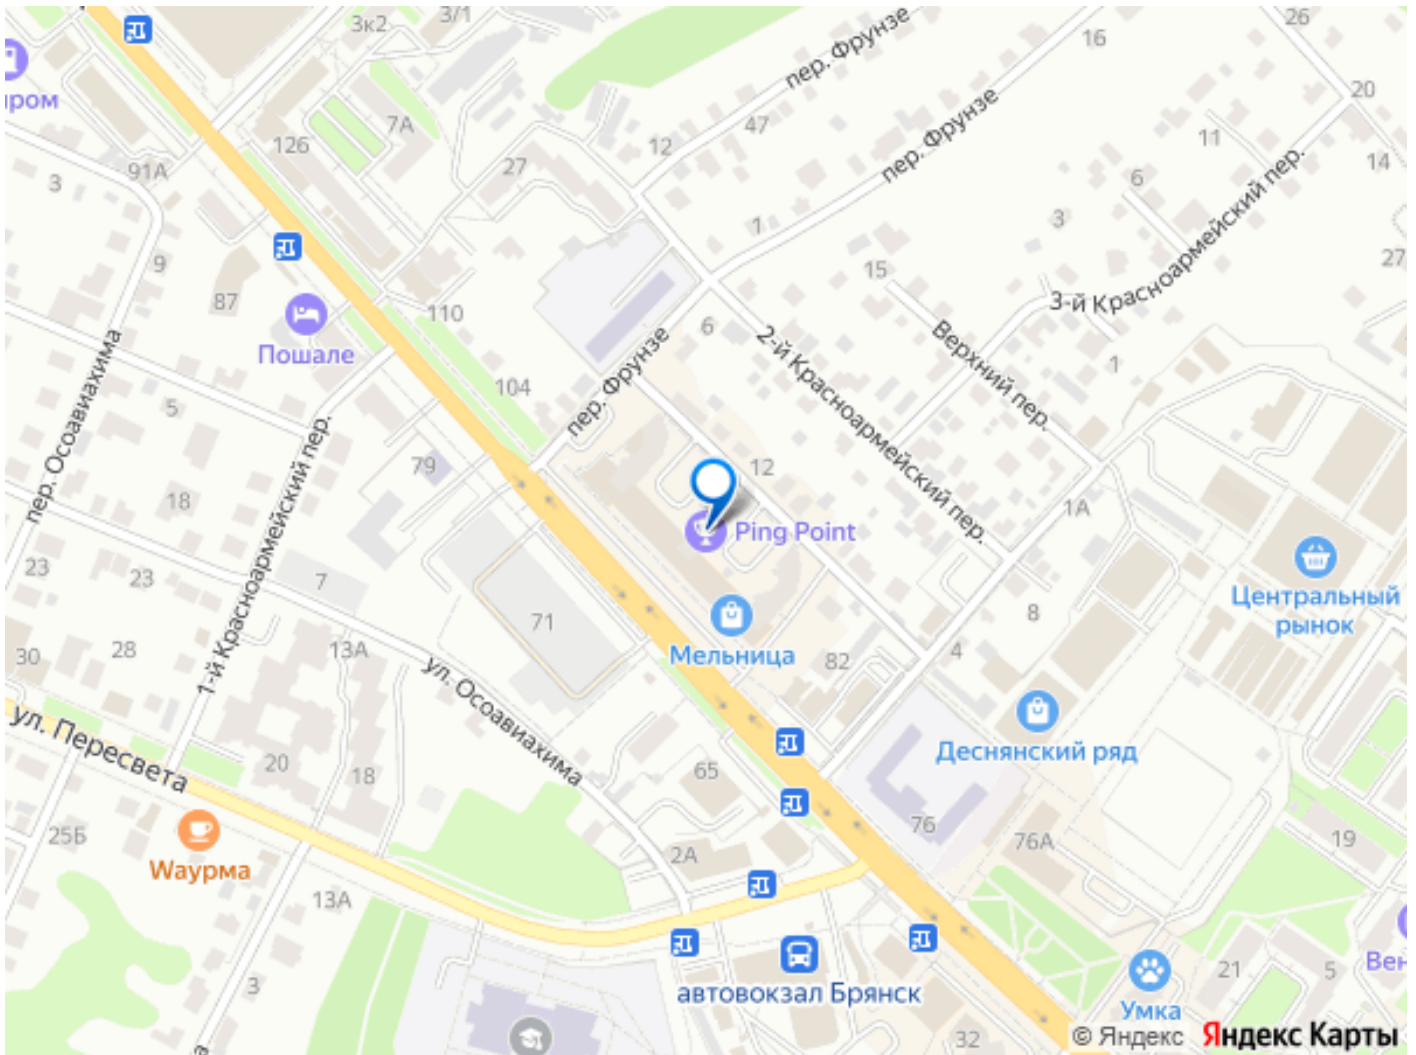 3к2
3/1
26
16
пер. Фрунзе
пром
7А
47
12
126
27
20
11
14
пер. Фрунзе
91А
3
6
3
1
9
27
15
87
3-й Красноармейский пер.
110
6
Пошале
Верхний пер.
1
2-й Красноармейский пер.
104
пер. Фрунзе
пер. Осоавиахима
5
79
12
18
1А
Ping Point
23
23
7
Центральный
рынок
8
71
1-й Красноармейский пер.
30
28
13А
Мельница
82
4
ул. Осоавиахима
ул. Пересвета
20
18
65
Деснянский ряд
76
76А
19
25Б
Wаурма
2А
13А
3
21
5
Вен
автовокзал Брянск
Умка
32
© Яндекс Яндекс Карты